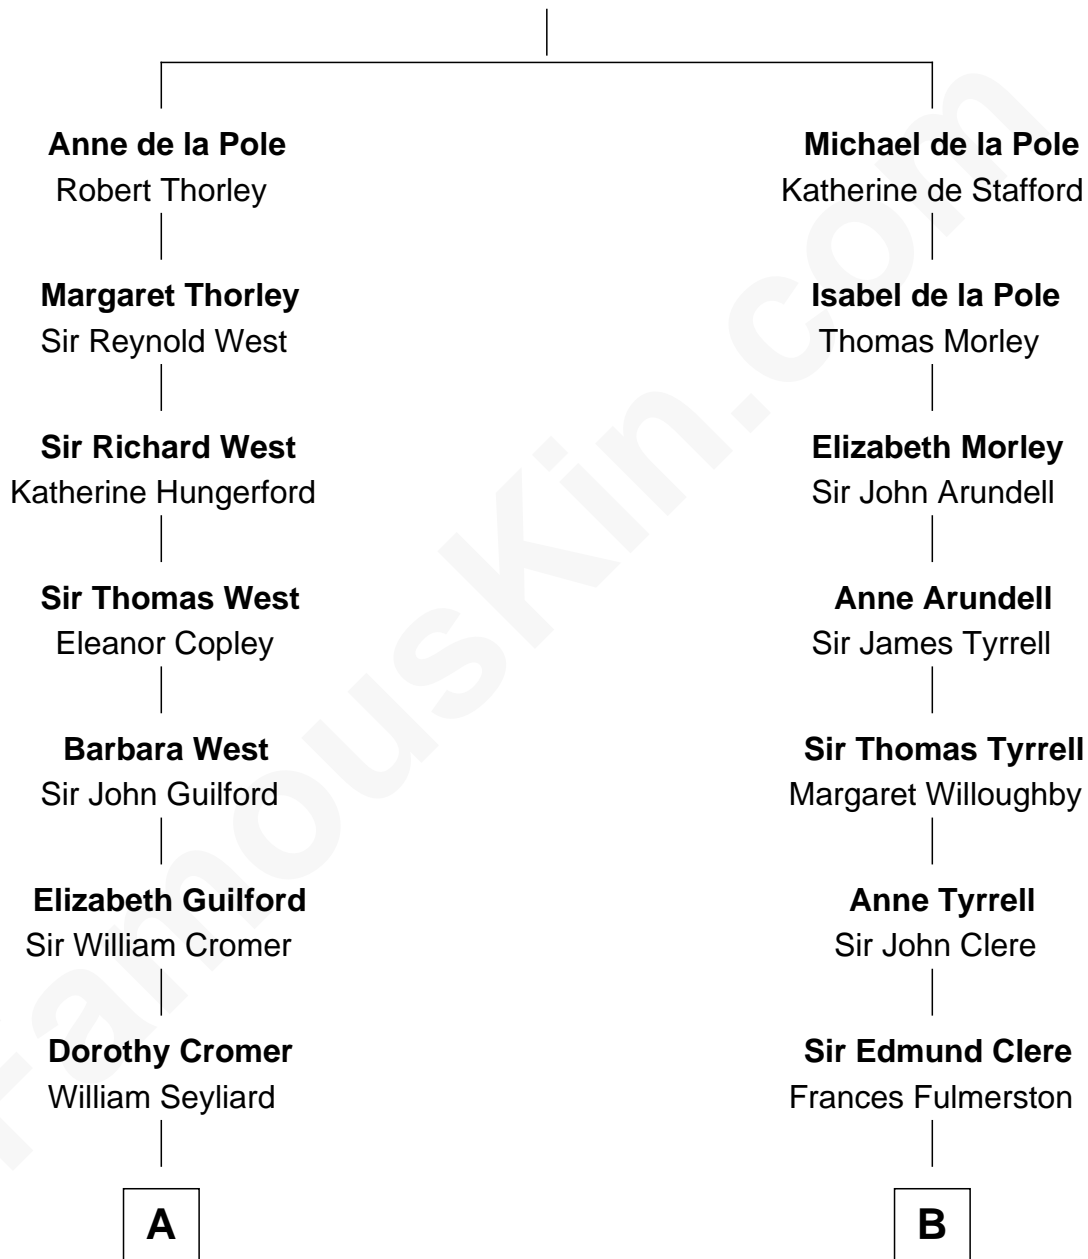 Anne de la Pole
Robert Thorley
Margaret Thorley
Sir Reynold West
Sir Richard West
Katherine Hungerford
Sir Thomas West
Eleanor Copley
Barbara West
Sir John Guilford
Elizabeth Guilford
Sir William Cromer
Dorothy Cromer
William Seyliard
A
Michael de la Pole
Katherine de Stafford
Isabel de la Pole
Thomas Morley
Elizabeth Morley
Sir John Arundell
Anne Arundell
Sir James Tyrrell
Sir Thomas Tyrrell
Margaret Willoughby
Anne Tyrrell
Sir John Clere
Sir Edmund Clere
Frances Fulmerston
B
FamousKin.com